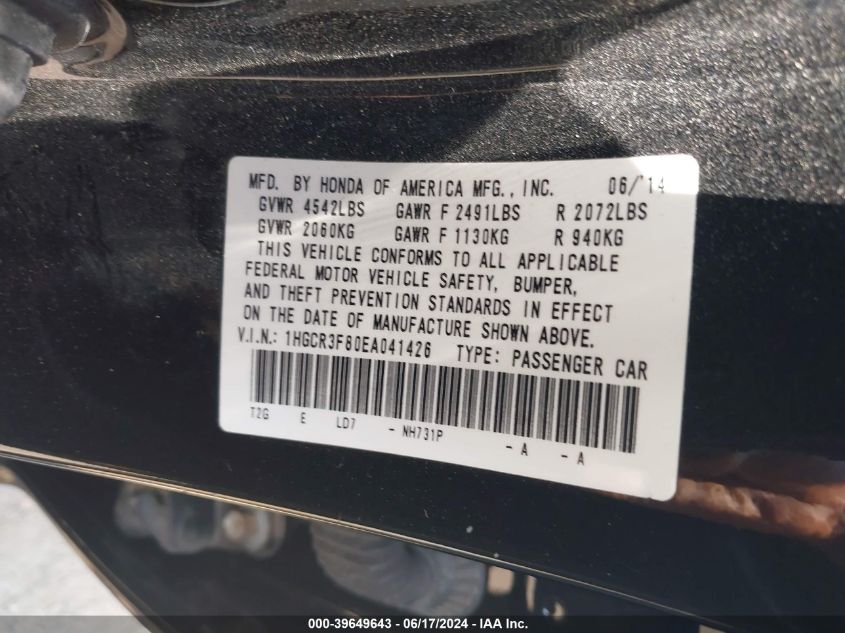 MFD. BY HONDA OF AMERICA MFG., INC. 06/'14
GVWR 4542LBS GAWR F 2491LBS R 2072LBS
GVWR 2060KG GAWR F 1130KG R 940KG
THIS VEHICLE CONFORMS TO ALL APPLICABLE
FEDERAL MOTOR VEHICLE SAFETY, BUMPER,
AND THEFT PREVENTION STANDARDS IN EFFECT
ON THE DATE OF MANUFACTURE SHOWN ABOVE.
V.I.N.: 1HGCR3F80EA041426 TYPE: PASSENGER CAR
T2G E LD7 - NH731P - A - A
000-39649643 - 06/17/2024 - IAA Inc.